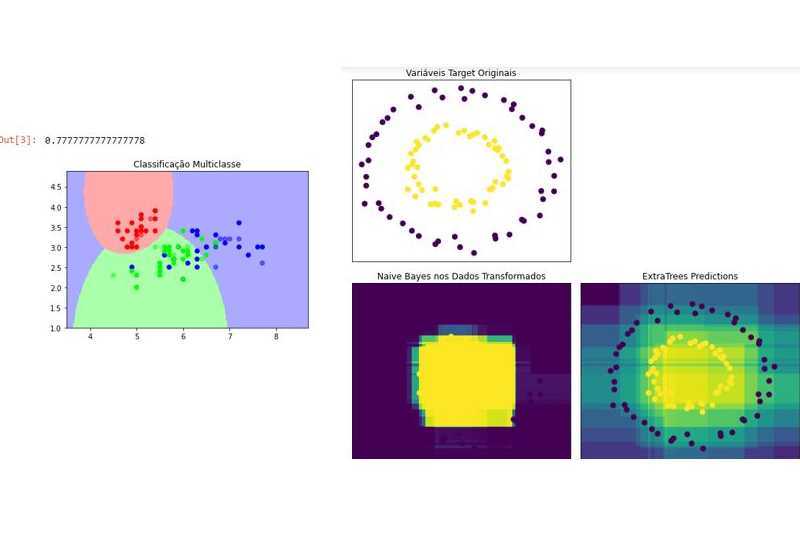 Out[3]: 0.7777777777777778
Classificação Multiclasse
4.5
4.0
3.5
3.0
2.5
2.0
1.5
1.0
4 5 6 7 8
Variáveis Target Originais
Naive Bayes nos Dados Transformados
ExtraTrees Predictions